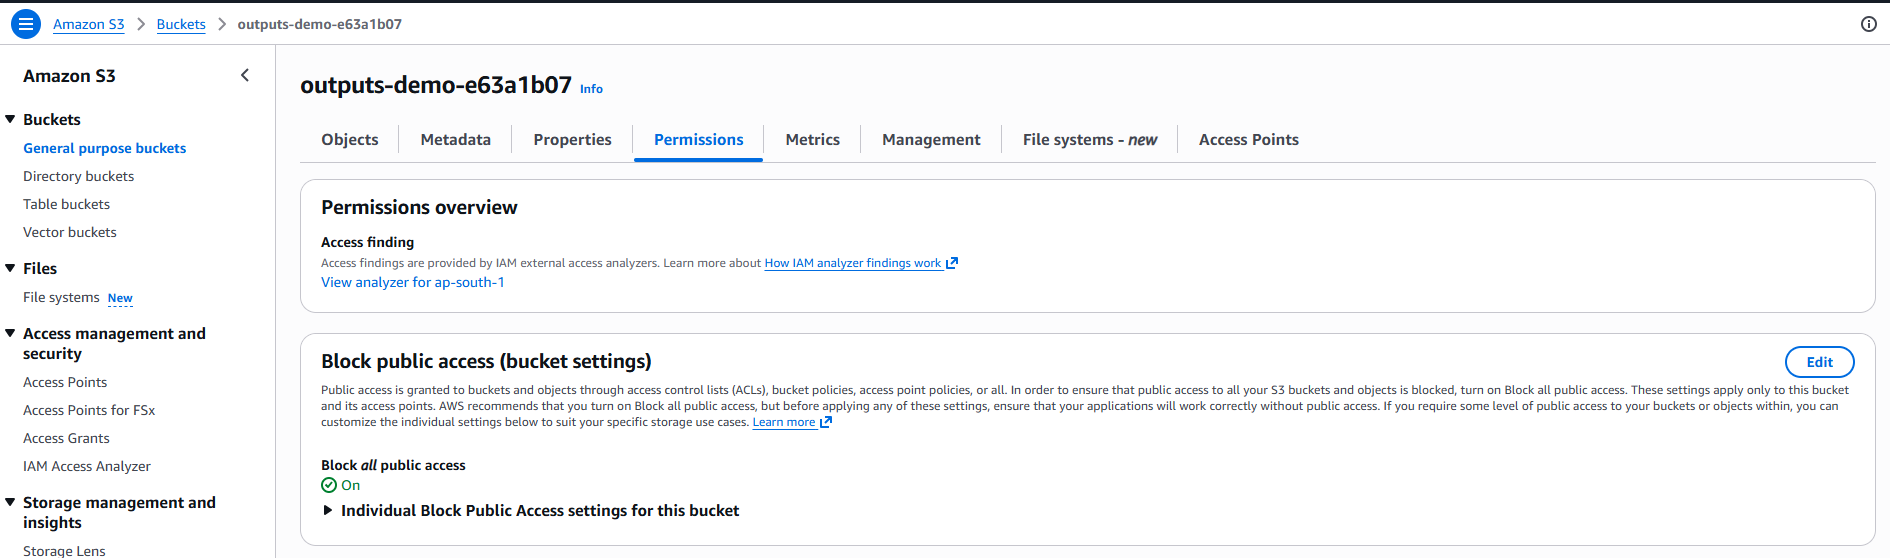 Amazon S3 > Buckets > outputs-demo-e63a1b07
Amazon S3
Buckets
General purpose buckets
Directory buckets
Table buckets
Vector buckets
Files
File systems New
Access management and
security
Access Points
Access Points for FSx
Access Grants
IAM Access Analyzer
Storage management and
insights
Storage Lens
outputs-demo-e63a1b07 Info
Objects Metadata Properties Permissions Metrics Management File systems - new Access Points
Permissions overview
Access finding
Access findings are provided by IAM external access analyzers. Learn more about How IAM analyzer findings work
View analyzer for ap-south-1
Block public access (bucket settings) Edit
Public access is granted to buckets and objects through access control lists (ACLs), bucket policies, access point policies, or all. In order to ensure that public access to all your S3 buckets and objects is blocked, turn on Block all public access. These settings apply only to this bucket
and its access points. AWS recommends that you turn on Block all public access, but before applying any of these settings, ensure that your applications will work correctly without public access. If you require some level of public access to your buckets or objects within, you can
customize the individual settings below to suit your specific storage use cases. Learn more
Block all public access
On
Individual Block Public Access settings for this bucket